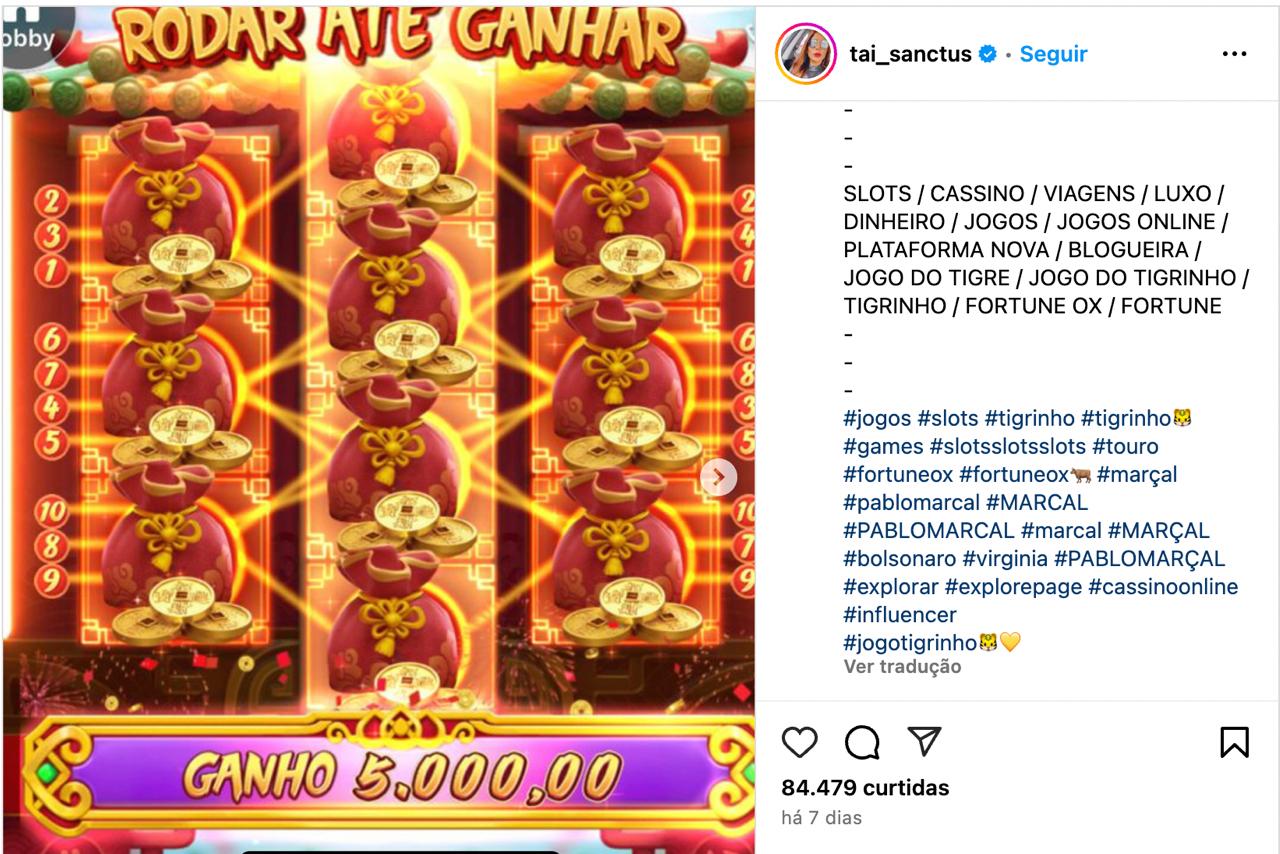 RODAR ATÉ GANHAR
obby
2
3
1
6
7
4
5
10
8
9
2
4
1
6
8
3
5
10
7
9
GANHO 5.000,00
tai_sanctus • Seguir
-
-
-
SLOTS / CASSINO / VIAGENS / LUXO /
DINHEIRO / JOGOS / JOGOS ONLINE /
PLATAFORMA NOVA / BLOGUEIRA /
JOGO DO TIGRE / JOGO DO TIGRINHO /
TIGRINHO / FORTUNE OX / FORTUNE
-
-
-
#jogos #slots #tigrinho #tigrinho🐯
#games #slotsslotsslots #touro
#fortuneox #fortuneox🐂 #marçal
#pablomarcal #MARCAL
#PABLOMARCAL #marcal #MARÇAL
#bolsonaro #virginia #PABLOMARÇAL
#explorar #explorepage #cassinoonline
#influencer
#jogotigrinho🐯💛
Ver tradução
84.479 curtidas
há 7 dias